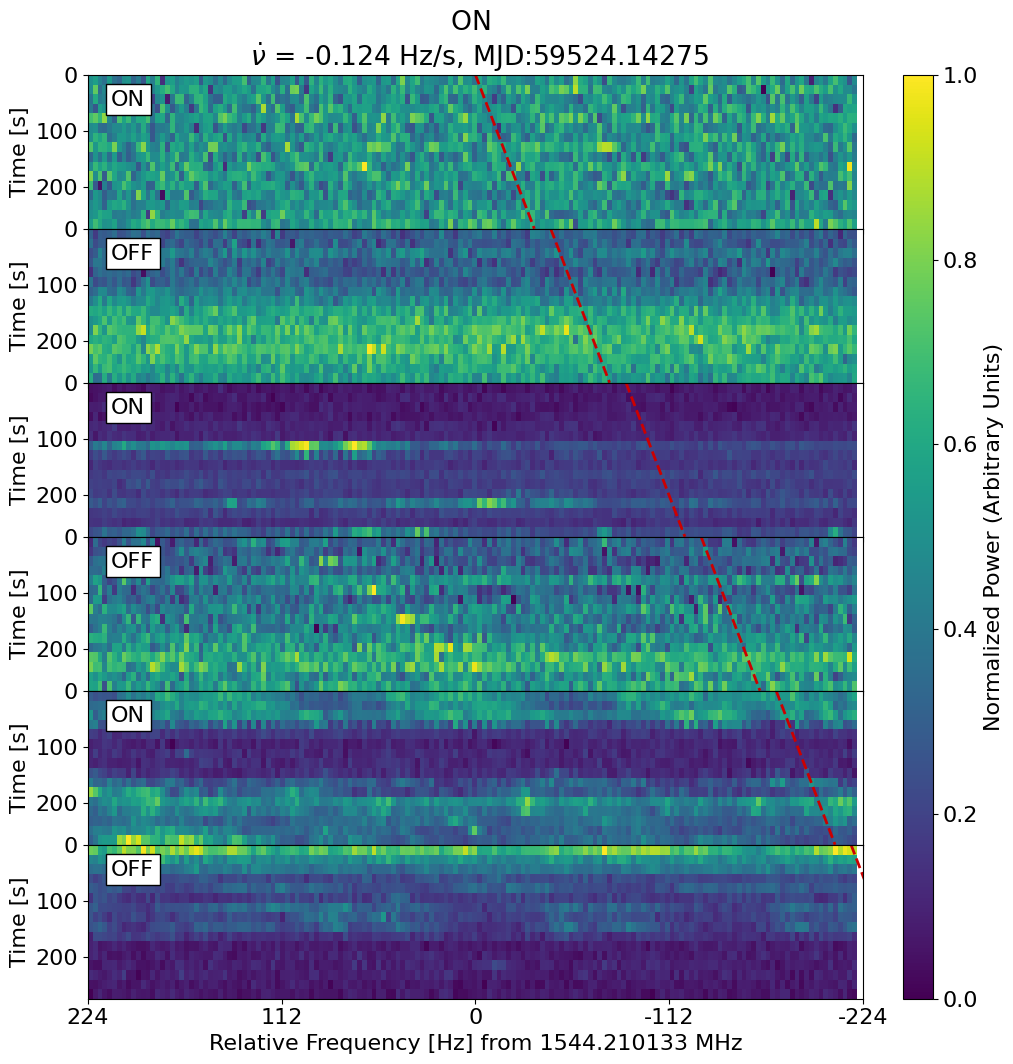 ON
ν̇ = -0.124 Hz/s, MJD:59524.14275
0
ON
100
Time [s]
200
0
OFF
100
Time [s]
200
0
ON
100
Time [s]
200
0
OFF
100
Time [s]
200
0
ON
100
Time [s]
200
0
OFF
100
Time [s]
200
224 112 0 -112 -224
Relative Frequency [Hz] from 1544.210133 MHz
1.0
0.8
0.6
0.4
0.2
0.0
Normalized Power (Arbitrary Units)